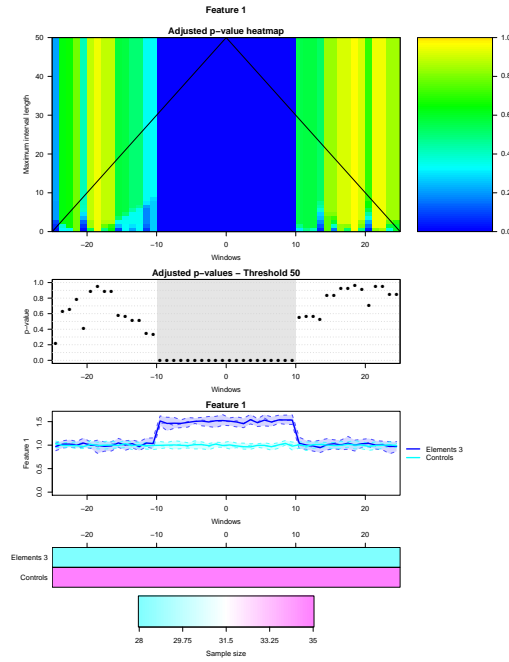 Feature 1
Adjusted p−value heatmap
Maximum interval length
50
40
30
20
10
0
−20 −10 0 10 20
Windows
1.0
0.8
0.6
0.4
0.2
0.0
Adjusted p−values − Threshold 50
p−value
1.0
0.8
0.6
0.4
0.2
0.0
−20 −10 0 10 20
Windows
Feature 1
Feature 1
1.5
1.0
0.5
0.0
Elements 3
Controls
−20 −10 0 10 20
Windows
−20 −10 0 10 20
Elements 3
Controls
28 29.75 31.5 33.25 35
Sample size